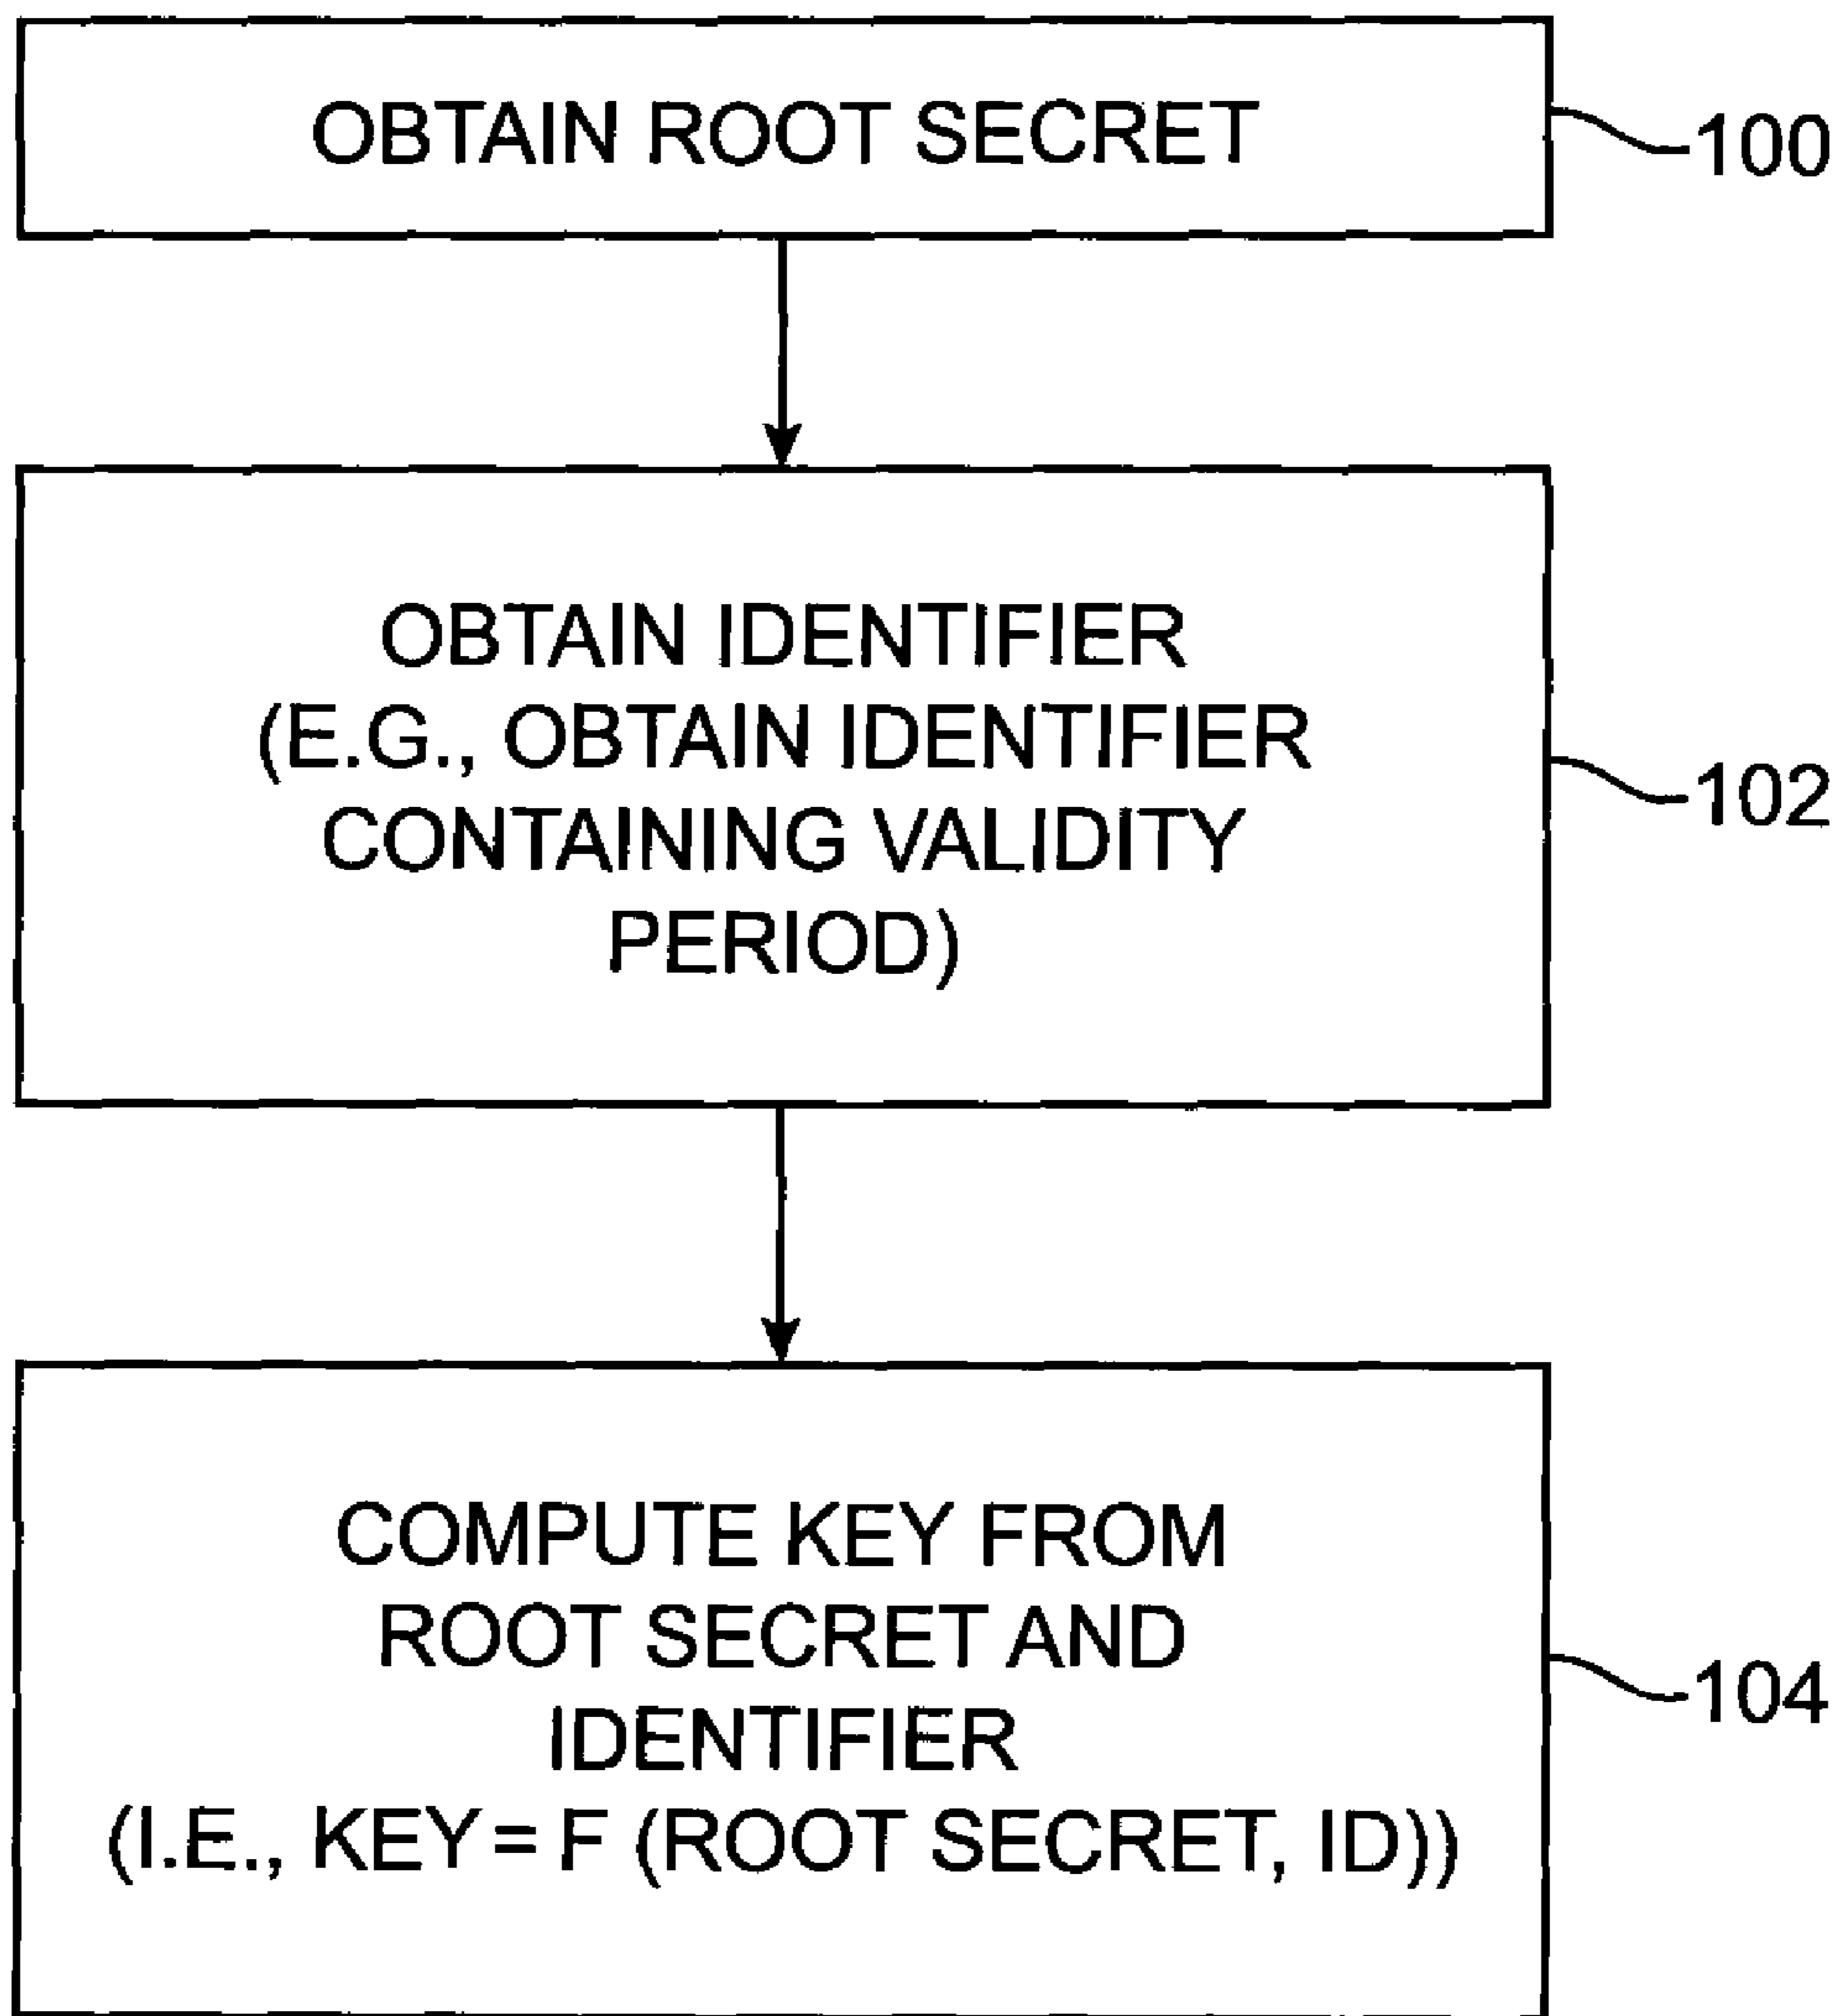 OBTAIN ROOT SECRET
100
OBTAIN IDENTIFIER
(E.G., OBTAIN IDENTIFIER
CONTAINING VALIDITY
PERIOD)
102
COMPUTE KEY FROM
ROOT SECRET AND
IDENTIFIER
(I.E., KEY = F (ROOT SECRET, ID))
104